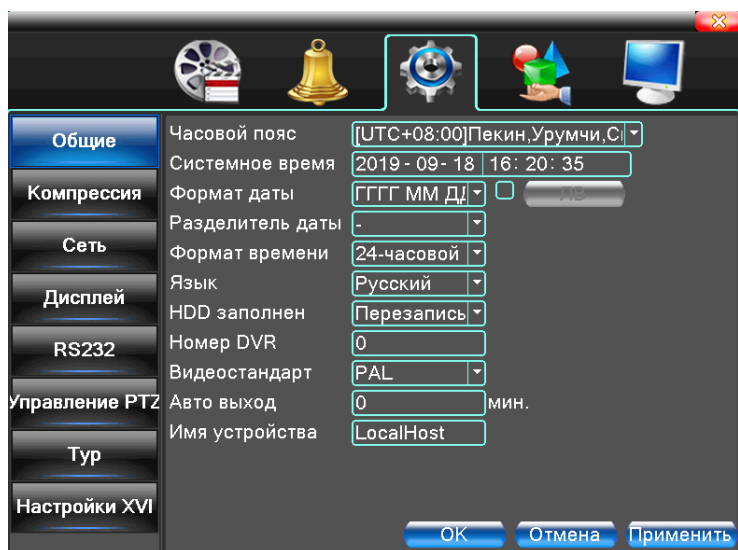 Общие
Компрессия
Сеть
Дисплей
RS232
Управление PTZ
Тур
Настройки XVI
Часовой пояс [UTC+08:00]Пекин,Урумчи,Си
Системное время 2019-09-18 16:20:35
Формат даты ГГГГ ММ ДД ЛВ
Разделитель даты -
Формат времени 24-часовой
Язык Русский
HDD заполнен Перезапись
Номер DVR 0
Видеостандарт PAL
Авто выход 0 мин.
Имя устройства LocalHost
OK Отмена Применить